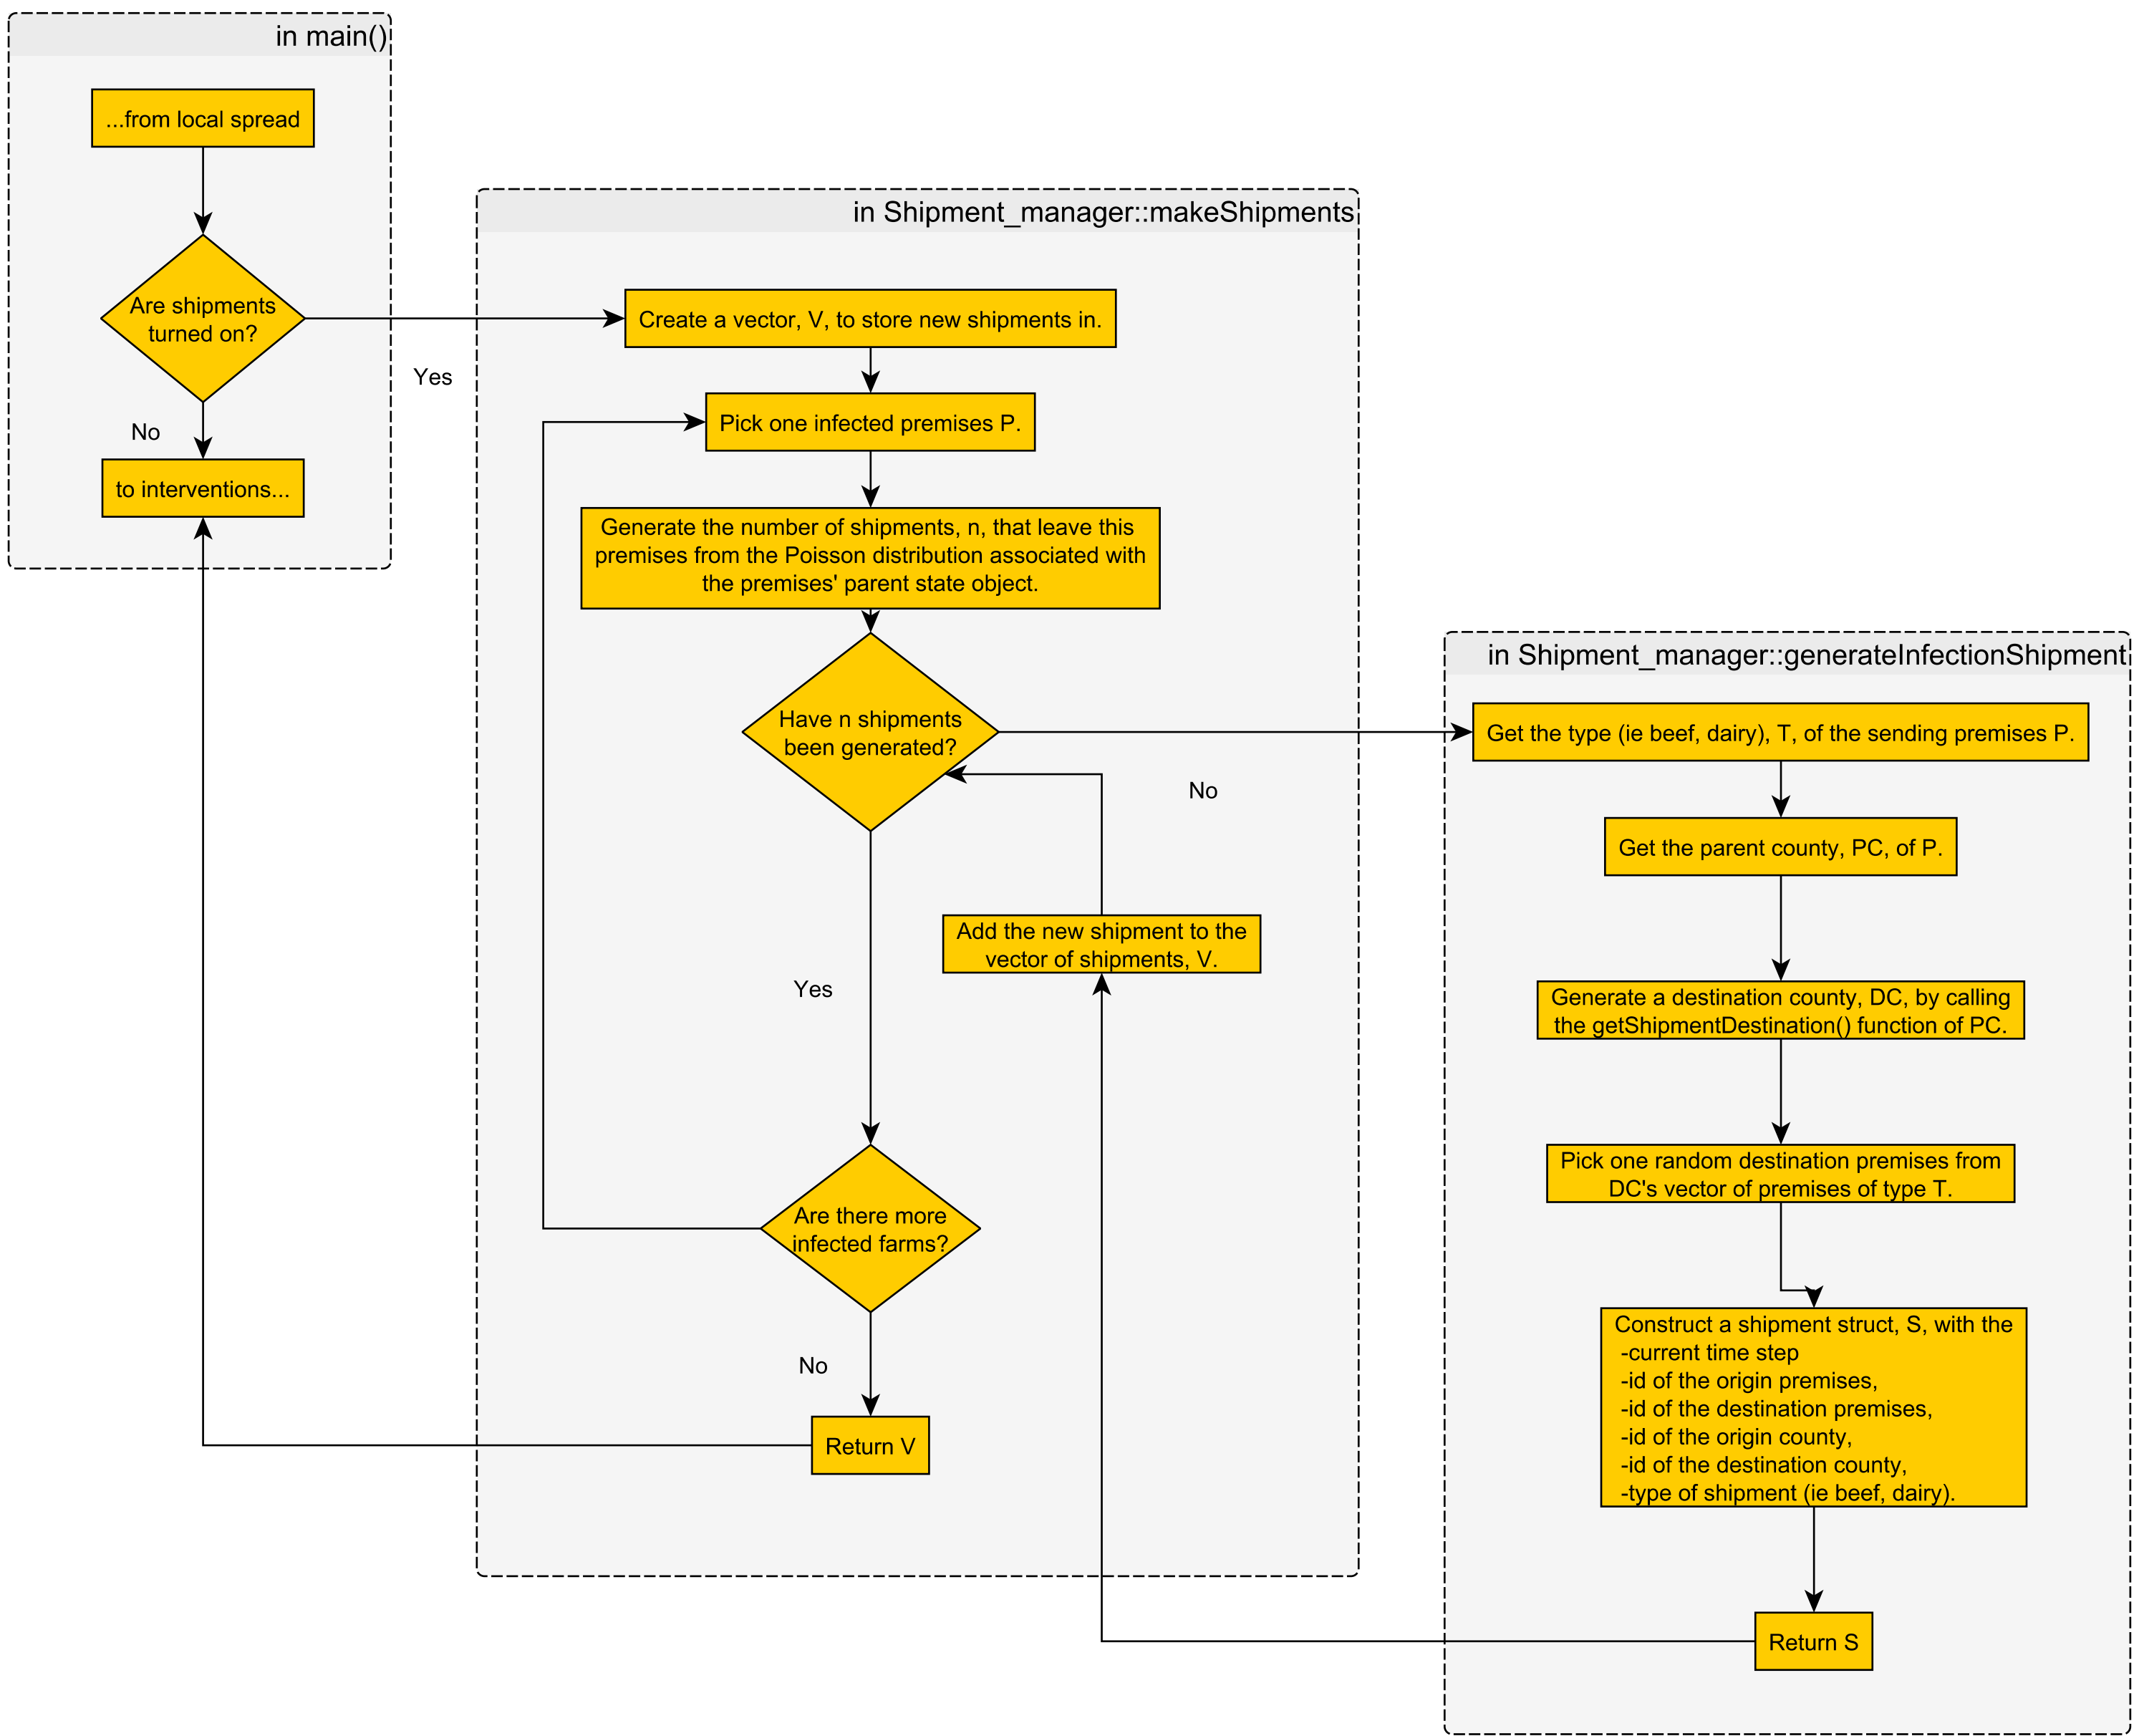 in main()
...from local spread
Are shipments
turned on?
Yes
No
to interventions...
in Shipment_manager::makeShipments
Create a vector, V, to store new shipments in.
Pick one infected premises P.
Generate the number of shipments, n, that leave this
premises from the Poisson distribution associated with
the premises' parent state object.
Have n shipments
been generated?
No
Add the new shipment to the
vector of shipments, V.
Yes
Are there more
infected farms?
No
Return V
in Shipment_manager::generateInfectionShipment
Get the type (ie beef, dairy), T, of the sending premises P.
Get the parent county, PC, of P.
Generate a destination county, DC, by calling
the getShipmentDestination() function of PC.
Pick one random destination premises from
DC's vector of premises of type T.
Construct a shipment struct, S, with the
-current time step
-id of the origin premises,
-id of the destination premises,
-id of the origin county,
-id of the destination county,
-type of shipment (ie beef, dairy).
Return S